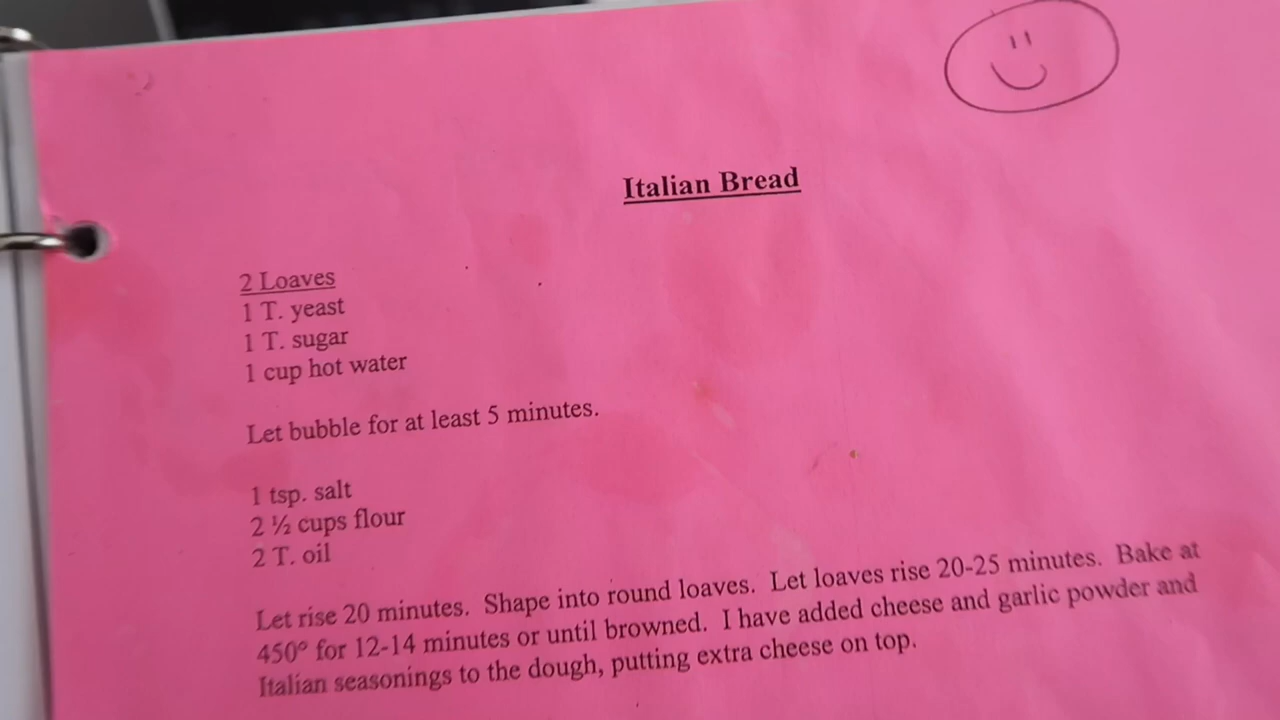 Italian Bread
2 Loaves
1 T. yeast
1 T. sugar
1 cup hot water
Let bubble for at least 5 minutes.
1 tsp. salt
2 ½ cups flour
2 T. oil
Let rise 20 minutes. Shape into round loaves. Let loaves rise 20-25 minutes. Bake at
450° for 12-14 minutes or until browned. I have added cheese and garlic powder and
Italian seasonings to the dough, putting extra cheese on top.